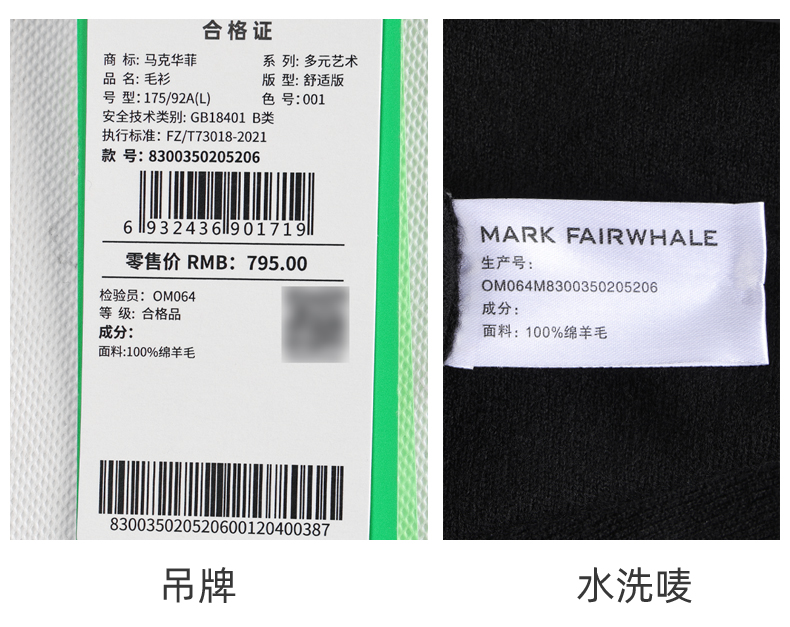 合格证
商 标: 马克华菲 系 列: 多元艺术
品 名: 毛衫 版 型: 舒适版
号 型: 175/92A(L) 色 号: 001
安全技术类别: GB18401 B类
执行标准: FZ/T73018-2021
款 号: 8300350205206
6 932436 901719
零售价 RMB: 795.00
检验员: OM064
等 级: 合格品
成分:
面料:100%绵羊毛
830035020520600120400387
MARK FAIRWHALE
生产号:
OM064M8300350205206
成分:
面料: 100%绵羊毛
吊牌
水洗唛